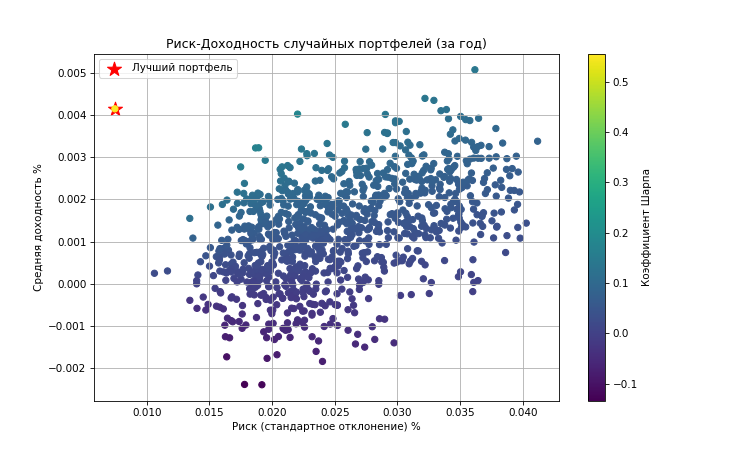 Риск-Доходность случайных портфелей (за год)
Лучший портфель
Средняя доходность %
0.005
0.004
0.003
0.002
0.001
0.000
−0.001
−0.002
0.010 0.015 0.020 0.025 0.030 0.035 0.040
Риск (стандартное отклонение) %
0.5
0.4
0.3
0.2
0.1
0.0
−0.1
Коэффициент Шарпа